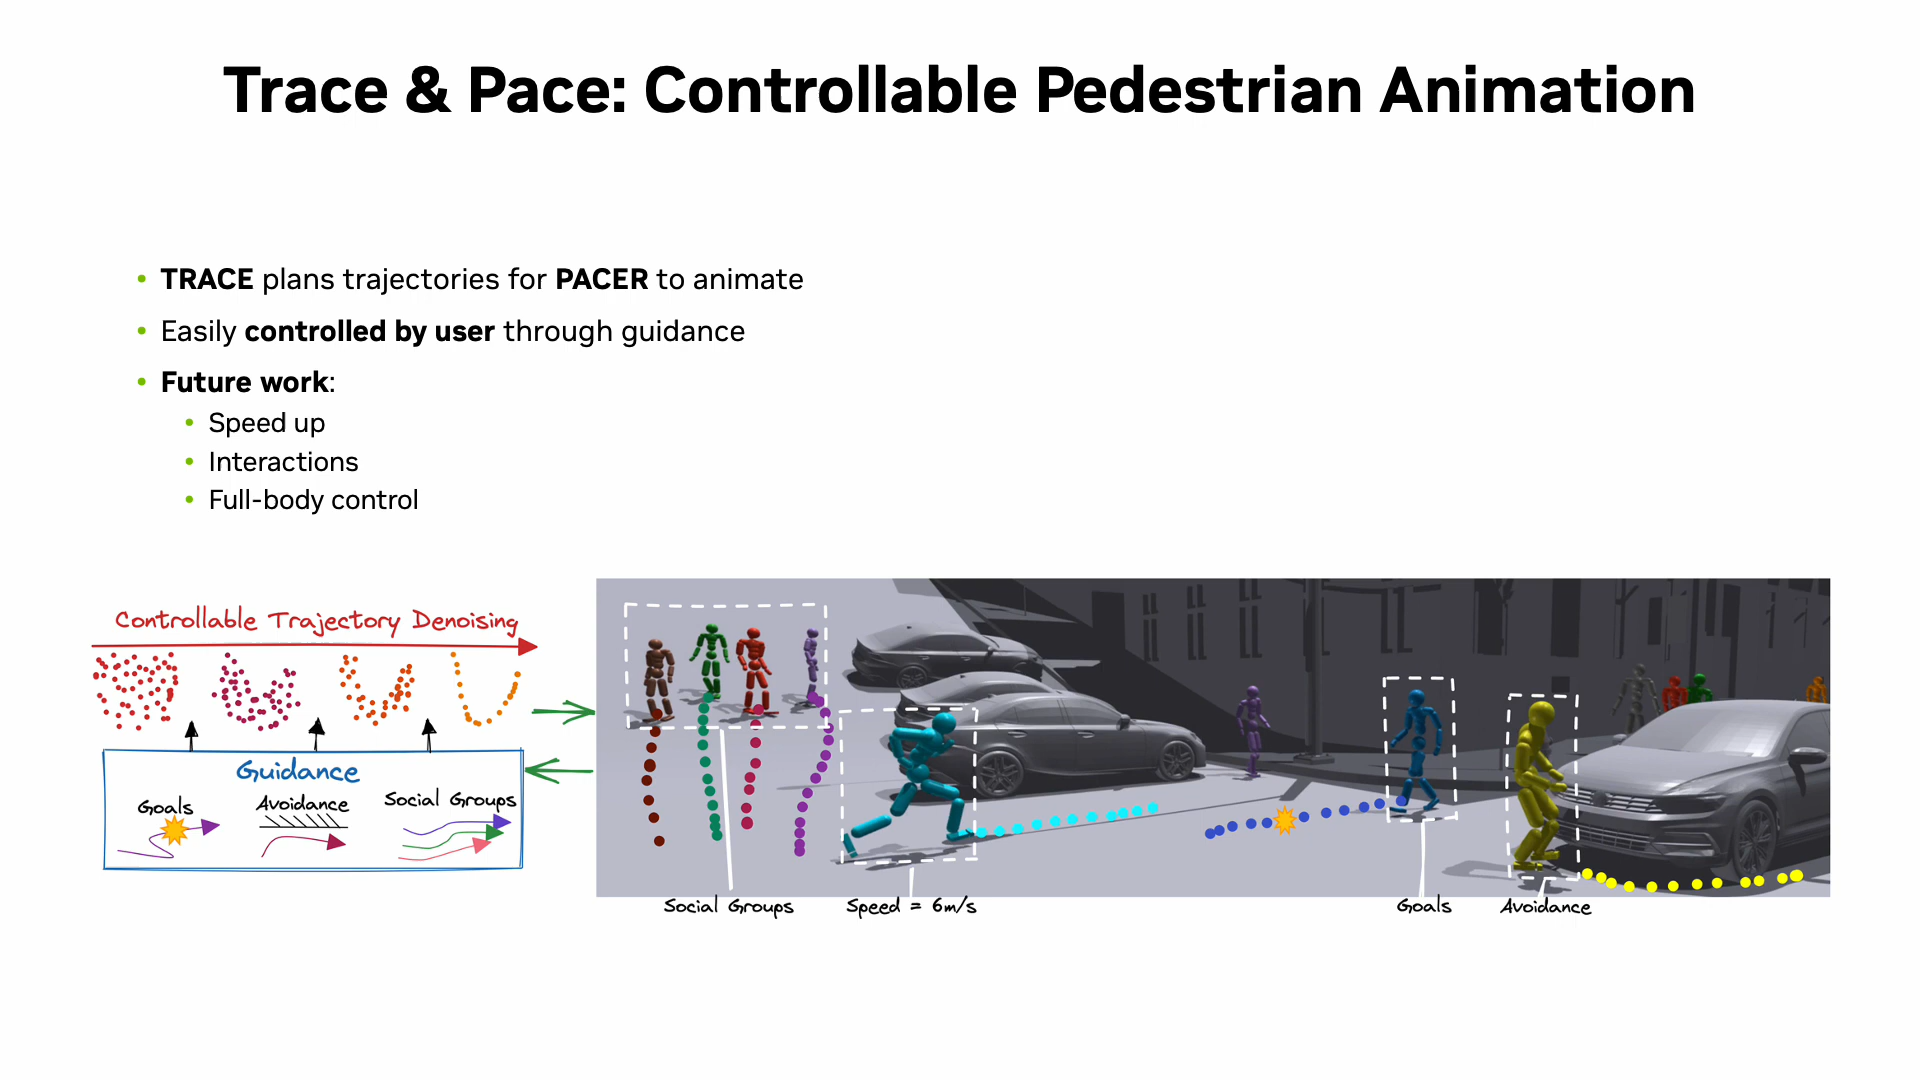 Trace & Pace: Controllable Pedestrian Animation
• TRACE plans trajectories for PACER to animate
• Easily controlled by user through guidance
• Future work:
• Speed up
• Interactions
• Full-body control
Controllable Trajectory Denoising
Guidance
Goals
Avoidance
Social Groups
Social Groups
Speed = 6m/s
Goals
Avoidance